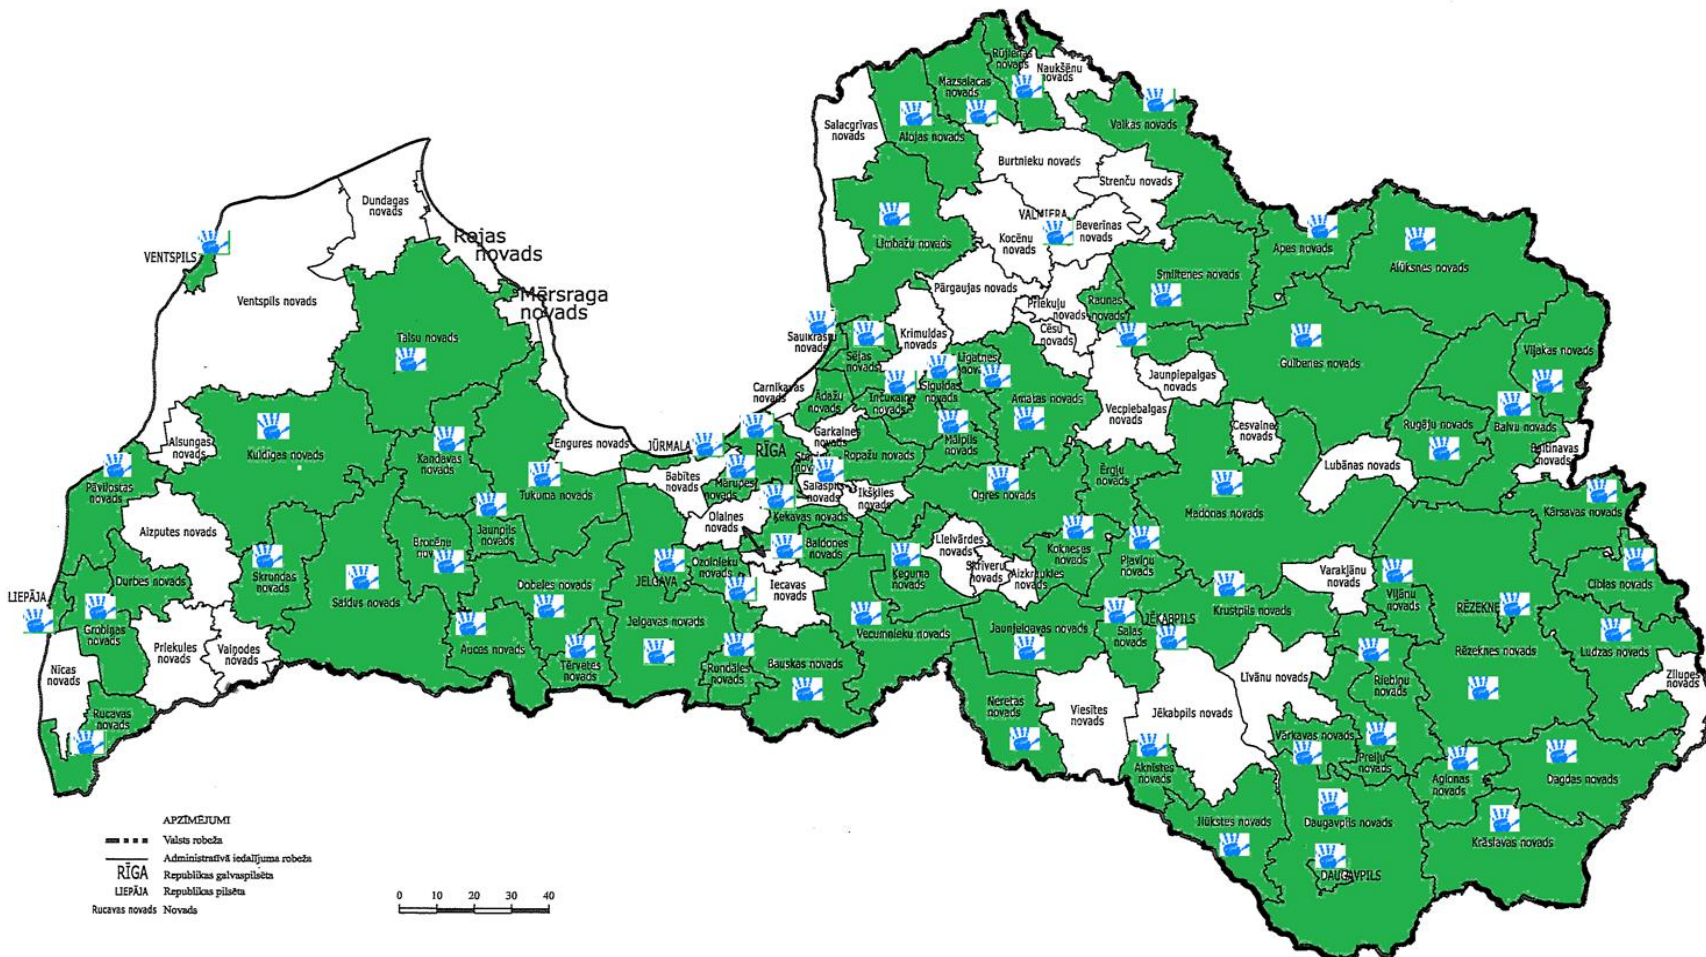 Rūjienas
novads
Naukšēnu
novads
Mazsalacas
novads
Valkas novads
Salacgrīvas
novads
Alojas novads
Burtnieku novads
Strenču novads
Dundagas
novads
VALMIERA
Beverīnas
novads
Kocēnu
novads
Limbažu novads
Rojas
novads
VENTSPILS
Apes novads
Alūksnes novads
Smiltenes novads
Ventspils novads
Mērsraga
novads
Pārgaujas novads
Priekuļu
novads
Raunas
novads
Cēsu
novads
Talsu novads
Saulkrastu
novads
Krimuldas
novads
Sējas
novads
Līgatnes
Gulbenes novads
Viļakas novads
Jaunpiepalgas
novads
Carnikavas
novads
Ādažu
novads
Inčukalna
novads
Siguldas
novads
Amatas novads
Vecpiebalgas
novads
Cesvaines
novads
Rugāju novads
Balvu novads
Baltinavas
novads
Alsungas
novads
Kuldīgas novads
Kandavas
novads
Engures novads
JŪRMALA
RĪGA
Garkalnes
novads
Mālpils
novads
Ropažu novads
Lubānas novads
Pāvilostas
novads
Tukuma novads
Babītes
novads
Mārupes
novads
Salaspils
novads
Ikšķiles
novads
Ogres novads
Ērgļu
novads
Madonas novads
Kārsavas novads
Aizputes novads
Jaunpils
novads
Olaines
novads
Ķekavas novads
Baldones
novads
Brocēnu
Lielvārdes
novads
Kokneses
novads
Pļaviņu
novads
Skrundas
novads
Ķeguma
novads
Skrīveru
novads
Aizkraukles
novads
Varakļānu
novads
Viļānu
novads
Ciblas novads
Durbes novads
Saldus novads
Dobeles novads
JELGAVA
Ozolnieku
novads
Iecavas
novads
LIEPĀJA
Grobiņas
novads
Krustpils novads
RĒZEKNE
Jelgavas novads
Vecumnieku novads
Jaunjelgavas novads
Salas
novads
JĒKABPILS
Priekules
novads
Vaiņodes
novads
Auces novads
Tērvetes
novads
Rundāles
novads
Bauskas novads
Rēzeknes novads
Ludzas novads
Nīcas
novads
Līvānu novads
Riebiņu
novads
Zilupes
novads
Rucavas
novads
Neretas
novads
Viesītes
novads
Jēkabpils novads
Vārkavas novads
Preiļu
novads
Aknīstes
novads
Aglonas
novads
Dagdas novads
Ilūkstes novads
Daugavpils novads
Krāslavas novads
DAUGAVPILS
APZĪMĒJUMI
Valsts robeža
Administratīvā iedalījuma robeža
RĪGA Republikas galvaspilsēta
LIEPĀJA Republikas pilsēta
Rucavas novads Novads
0 10 20 30 40